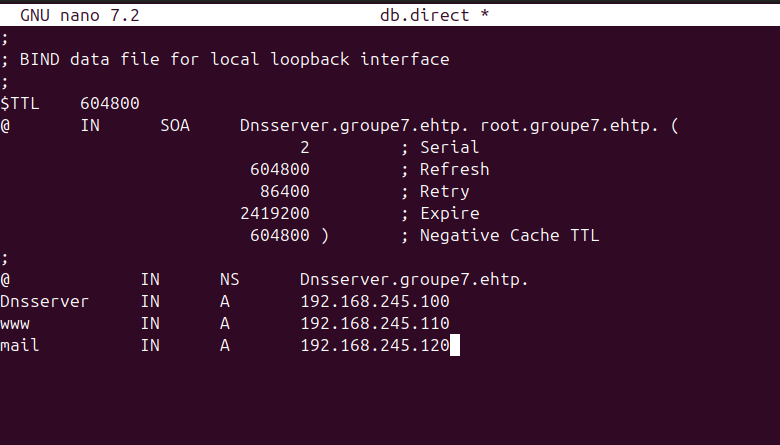 GNU nano 7.2 db.direct *
;
; BIND data file for local loopback interface
;
$TTL 604800
@ IN SOA Dnsserver.groupe7.ehtp. root.groupe7.ehtp. (
2 ; Serial
604800 ; Refresh
86400 ; Retry
2419200 ; Expire
604800 ) ; Negative Cache TTL
;
@ IN NS Dnsserver.groupe7.ehtp.
Dnsserver IN A 192.168.245.100
www IN A 192.168.245.110
mail IN A 192.168.245.120